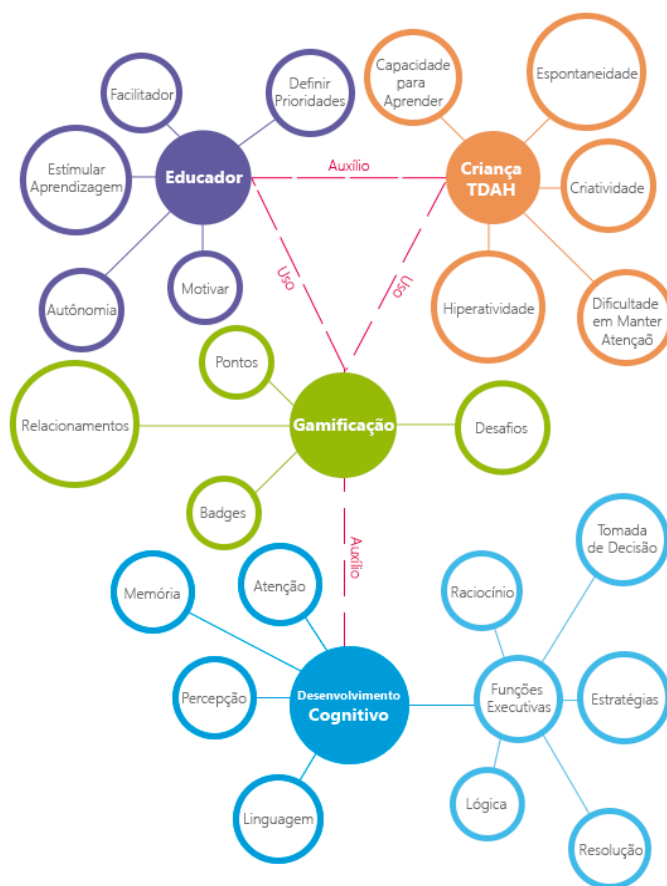 Facilitador
Definir
Prioridades
Estímular
Aprendizagem
Educador
Autônomia
Motivar
Auxílio
Capacidade
para
Aprender
Espontaneidade
Criança
TDAH
Criatividade
Hiperatividade
Dificultade
em Manter
Atençaõ
Uso
Uso
Pontos
Relacionamentos
Gamificação
Desafios
Badges
Auxílio
Memória
Atenção
Percepção
Desenvolvimento
Cognitivo
Linguagem
Tomada
de Decisão
Raciocínio
Funções
Executivas
Estratégias
Lógica
Resolução